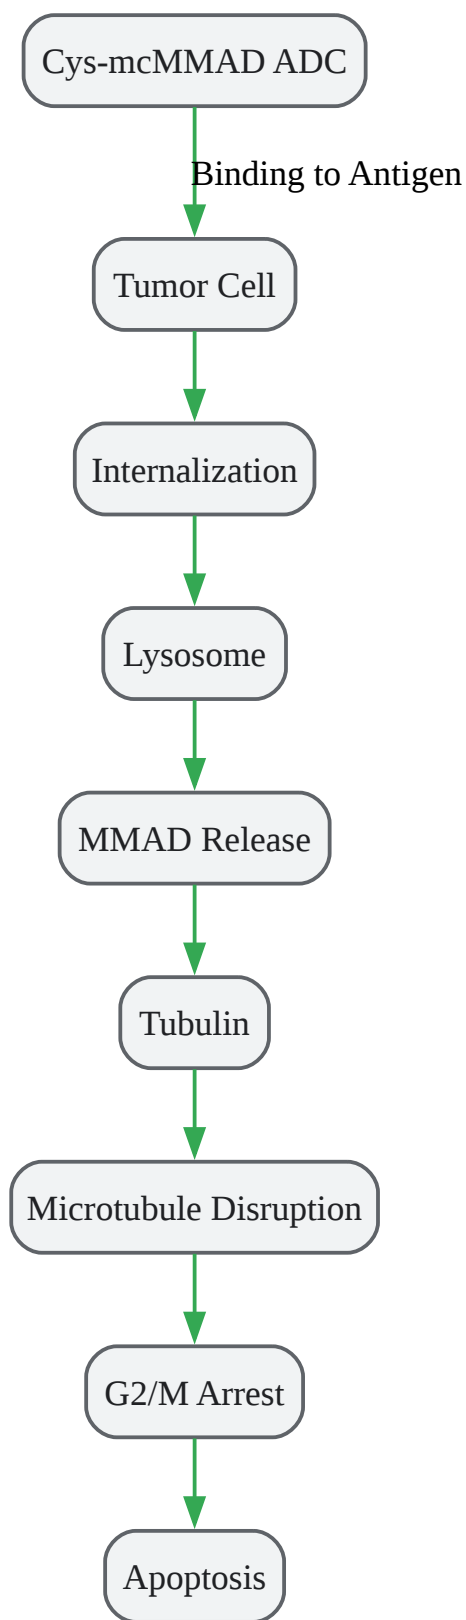 Cys-mcMMAD ADC
Binding to Antigen
Tumor Cell
Internalization
Lysosome
MMAD Release
Tubulin
Microtubule Disruption
G2/M Arrest
Apoptosis